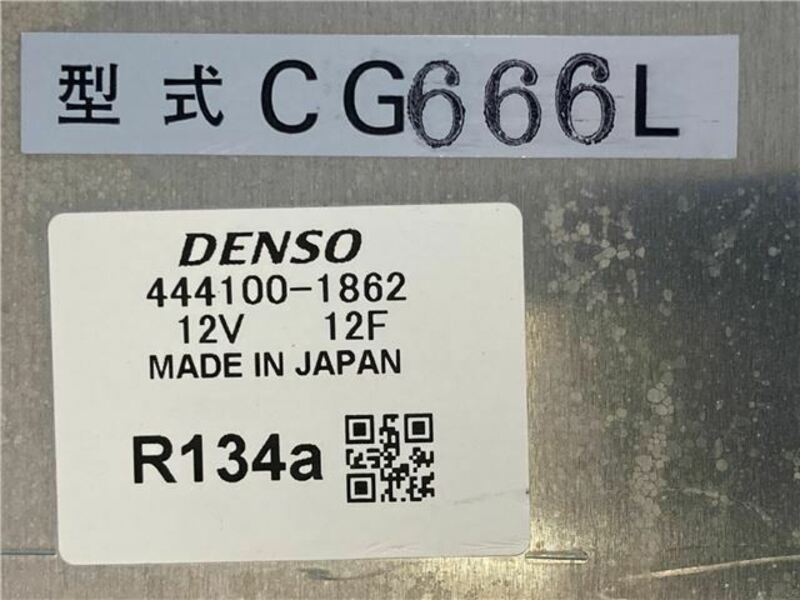 型式 CG666L
DENSO
444100-1862
12V 12F
MADE IN JAPAN
R134a